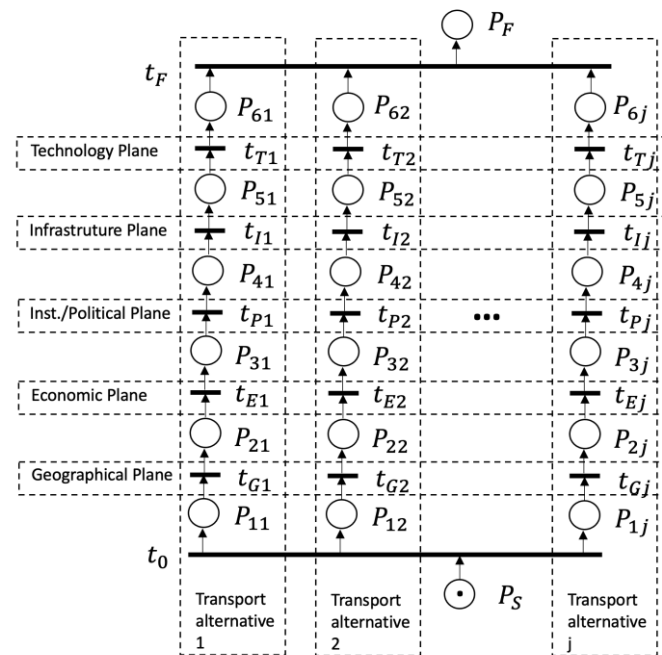 P_F
t_F
P_61 P_62 P_6j
Technology Plane t_T1 t_T2 t_Tj
P_51 P_52 P_5j
Infrastruture Plane t_I1 t_I2 t_Ij
P_41 P_42 P_4j
Inst./Political Plane t_P1 t_P2 ... t_Pj
P_31 P_32 P_3j
Economic Plane t_E1 t_E2 t_Ej
P_21 P_22 P_2j
Geographical Plane t_G1 t_G2 t_Gj
P_11 P_12 P_1j
t_0
P_S
Transport
alternative
1
Transport
alternative
2
Transport
alternative
j